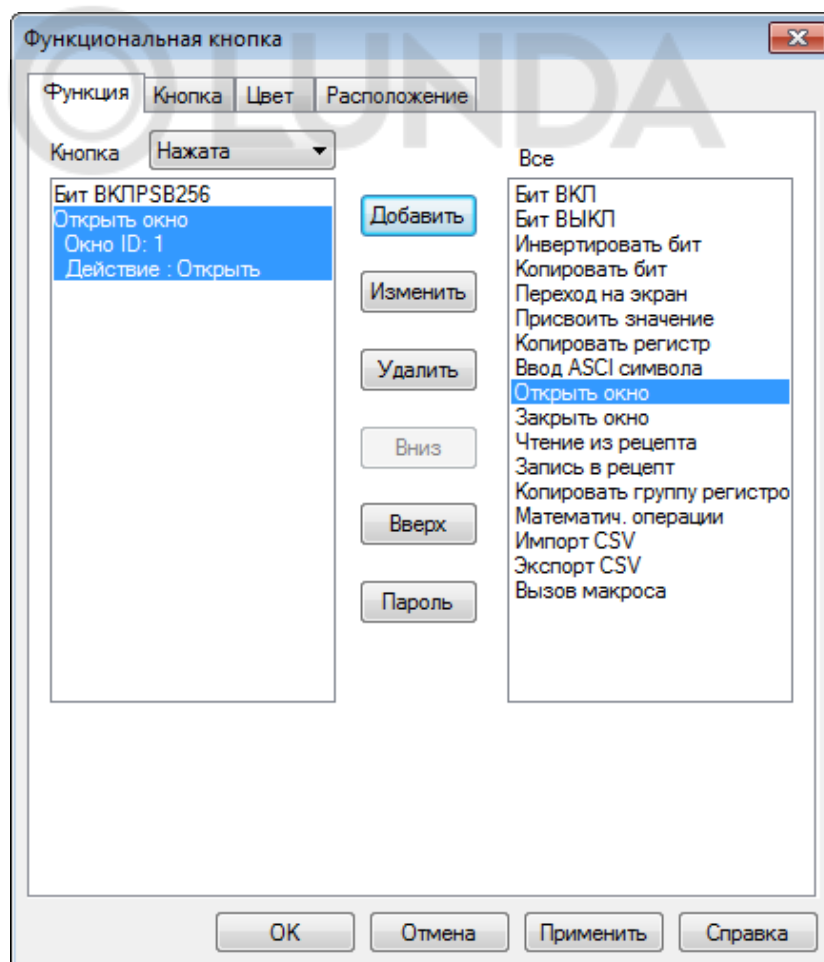 Функциональная кнопка
LUNDA
Функция Кнопка Цвет Расположение
Кнопка Нажата
Все
Бит ВКЛPSB256
Открыть окно
Окно ID: 1
Действие : Открыть
Добавить
Изменить
Удалить
Вниз
Вверх
Пароль
Бит ВКЛ
Бит ВЫКЛ
Инвертировать бит
Копировать бит
Переход на экран
Присвоить значение
Копировать регистр
Ввод ASCI символа
Открыть окно
Закрыть окно
Чтение из рецепта
Запись в рецепт
Копировать группу регистро
Математич. операции
Импорт CSV
Экспорт CSV
Вызов макроса
OK Отмена Применить Справка